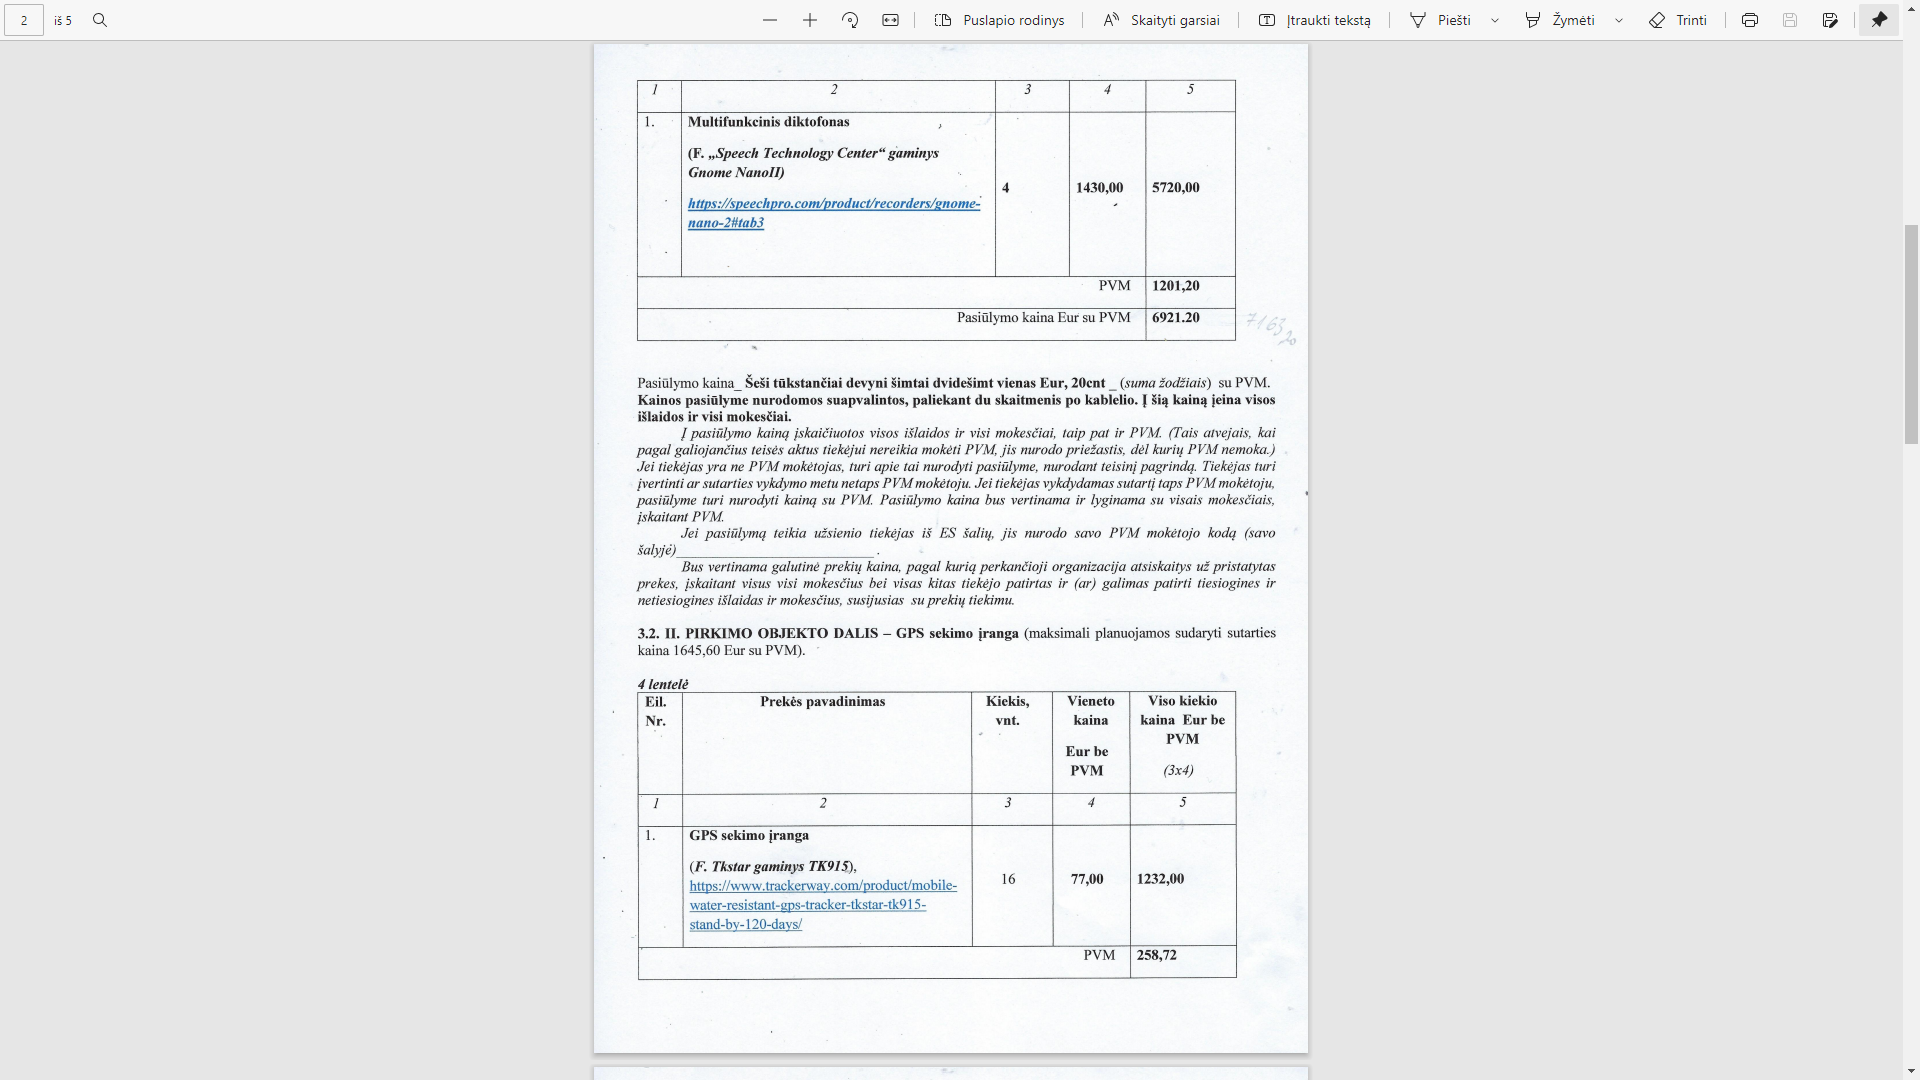 2 iš 5 Puslapio rodinys Skaityti garsiai Įtraukti tekstą Piešti Žymėti Trinti
1 2 3 4 5
1. Multifunkcinis diktofonas
(F. „Speech Technology Center“ gaminys
Gnome NanoII)
4 1430,00 5720,00
https://speechpro.com/product/recorders/gnome-
nano-2#tab3
PVM 1201,20
Pasiūlymo kaina Eur su PVM 6921.20
7163
20
Pasiūlymo kaina_ Šeši tūkstančiai devyni šimtai dvidešimt vienas Eur, 20cnt _ (suma žodžiais) su PVM.
Kainos pasiūlyme nurodomos suapvalintos, paliekant du skaitmenis po kablelio. Į šią kainą įeina visos
išlaidos ir visi mokesčiai.
Į pasiūlymo kainą įskaičiuotos visos išlaidos ir visi mokesčiai, taip pat ir PVM. (Tais atvejais, kai
pagal galiojančius teisės aktus tiekėjui nereikia mokėti PVM, jis nurodo priežastis, dėl kurių PVM nemoka.)
Jei tiekėjas yra ne PVM mokėtojas, turi apie tai nurodyti pasiūlyme, nurodant teisinį pagrindą. Tiekėjas turi
įvertinti ar sutarties vykdymo metu netaps PVM mokėtoju. Jei tiekėjas vykdydamas sutartį taps PVM mokėtoju,
pasiūlyme turi nurodyti kainą su PVM. Pasiūlymo kaina bus vertinama ir lyginama su visais mokesčiais,
įskaitant PVM.
Jei pasiūlymą teikia užsienio tiekėjas iš ES šalių, jis nurodo savo PVM mokėtojo kodą (savo
šalyje)___________________________ .
Bus vertinama galutinė prekių kaina, pagal kurią perkančioji organizacija atsiskaitys už pristatytas
prekes, įskaitant visus visi mokesčius bei visas kitas tiekėjo patirtas ir (ar) galimas patirti tiesiogines ir
netiesiogines išlaidas ir mokesčius, susijusias su prekių tiekimu.
3.2. II. PIRKIMO OBJEKTO DALIS – GPS sekimo įranga (maksimali planuojamos sudaryti sutarties
kaina 1645,60 Eur su PVM).
4 lentelė
Eil. Prekės pavadinimas Kiekis, Vieneto Viso kiekio
Nr. vnt. kaina kaina Eur be
PVM
Eur be
PVM (3x4)
1 2 3 4 5
1. GPS sekimo įranga
(F. Tkstar gaminys TK915),
16 77,00 1232,00
https://www.trackerway.com/product/mobile-
water-resistant-gps-tracker-tkstar-tk915-
stand-by-120-days/
PVM 258,72